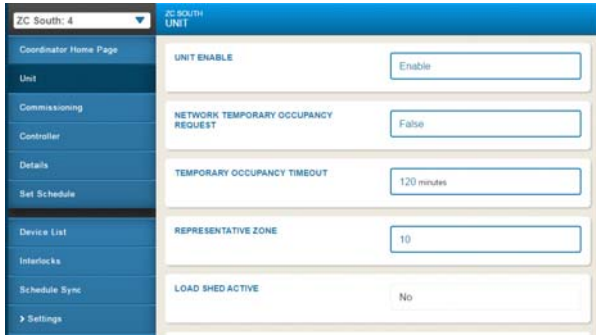 ZC South: 4
Coordinator Home Page
Unit
Commissioning
Controller
Details
Set Schedule
Device List
Interlocks
Schedule Sync
> Settings
ZC SOUTH
UNIT
UNIT ENABLE
Enable
NETWORK TEMPORARY OCCUPANCY
REQUEST
False
TEMPORARY OCCUPANCY TIMEOUT
120 minutes
REPRESENTATIVE ZONE
10
LOAD SHED ACTIVE
No